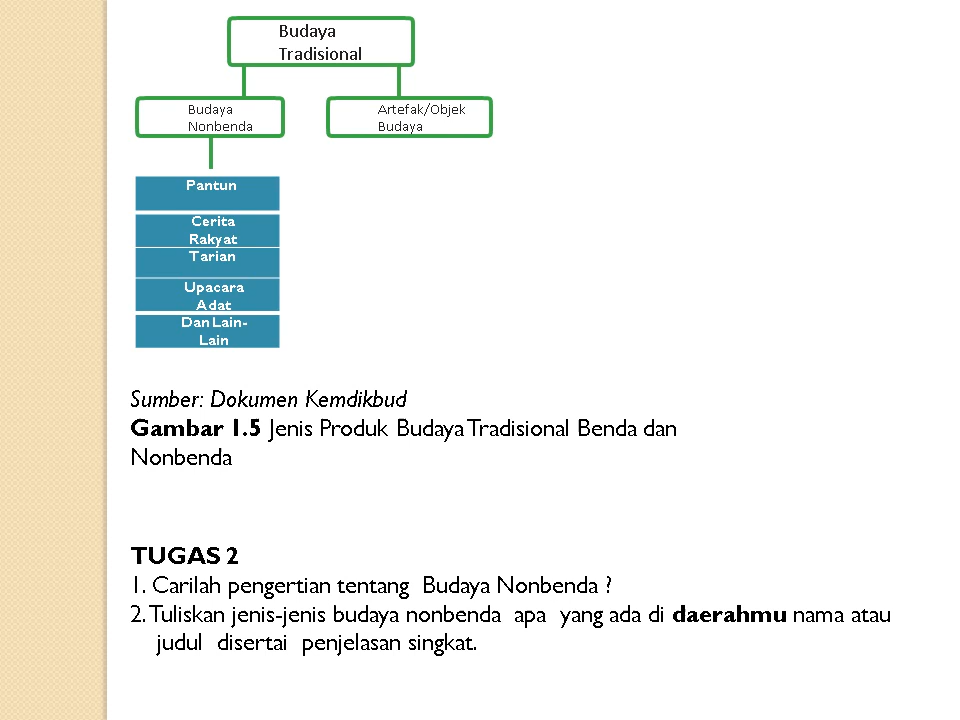 Budaya
Tradisional
Budaya
Nonbenda
Artefak/Objek
Budaya
Pantun
Cerita
Rakyat
Tarian
Upacara
Adat
Dan Lain-
Lain
Sumber: Dokumen Kemdikbud
Gambar 1.5 Jenis Produk Budaya Tradisional Benda dan
Nonbenda
TUGAS 2
1. Carilah pengertian tentang Budaya Nonbenda ?
2. Tuliskan jenis-jenis budaya nonbenda apa yang ada di daerahmu nama atau
judul disertai penjelasan singkat.